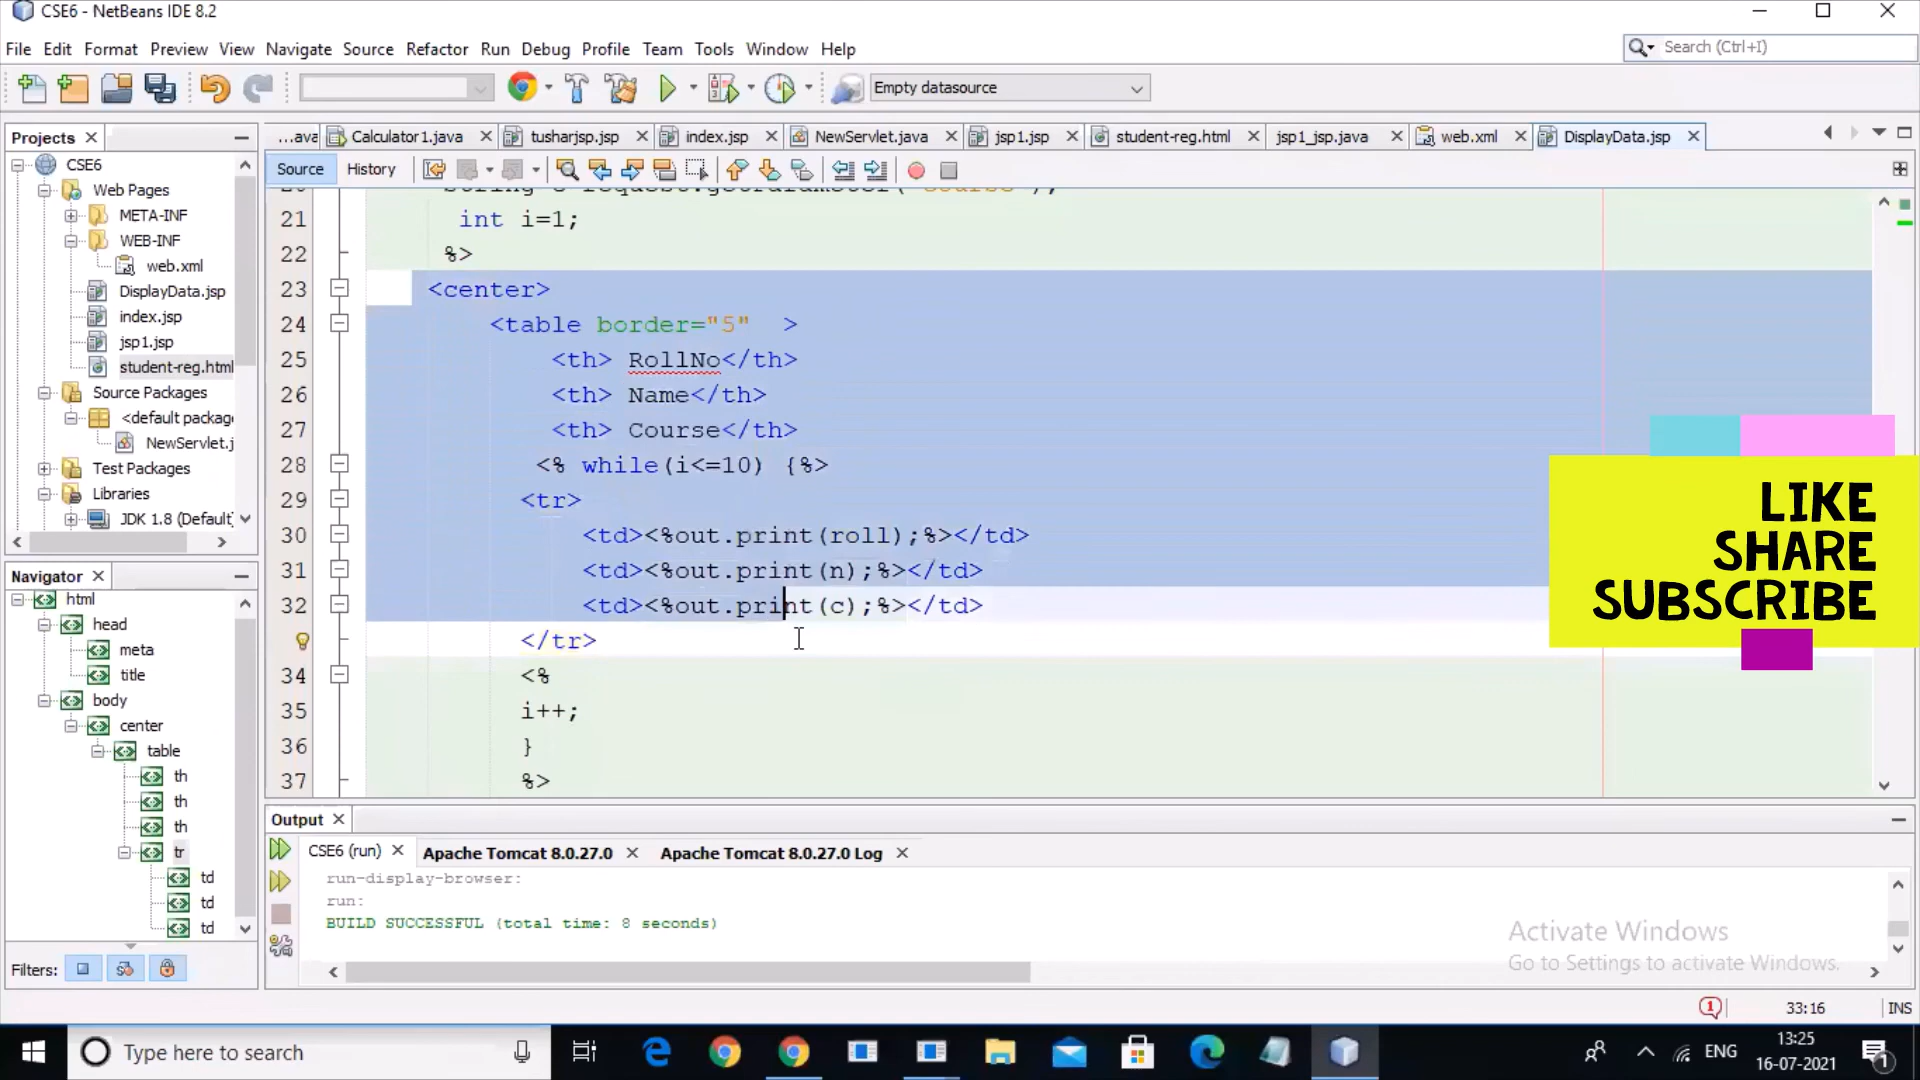 CSE6 - NetBeans IDE 8.2
File Edit Format Preview View Navigate Source Refactor Run Debug Profile Team Tools Window Help
Search (Ctrl+I)
Empty datasource
Projects
...ava Calculator1.java tusharjsp.jsp index.jsp NewServlet.java jsp1.jsp student-reg.html jsp1_jsp.java web.xml DisplayData.jsp
Source History
CSE6
Web Pages
META-INF
WEB-INF
web.xml
DisplayData.jsp
index.jsp
jsp1.jsp
student-reg.html
Source Packages
<default package
NewServlet.j
Test Packages
Libraries
JDK 1.8 (Default)
21 int i=1;
22 %>
23 <center>
24 <table border="5" >
25 <th> RollNo</th>
26 <th> Name</th>
27 <th> Course</th>
28 <% while(i<=10) {%>
29 <tr>
30 <td><%out.print(roll);%></td>
31 <td><%out.print(n);%></td>
32 <td><%out.print(c);%></td>
</tr>
34 <%
35 i++;
36 }
37 %>
LIKE
SHARE
SUBSCRIBE
Navigator
html
head
meta
title
body
center
table
th
th
th
tr
td
td
td
Filters:
Output
CSE6 (run) Apache Tomcat 8.0.27.0 Apache Tomcat 8.0.27.0 Log
run-display-browser:
run:
BUILD SUCCESSFUL (total time: 8 seconds)
Activate Windows
Go to Settings to activate Windows.
1 33:16 INS
Type here to search
ENG
13:25
16-07-2021
1